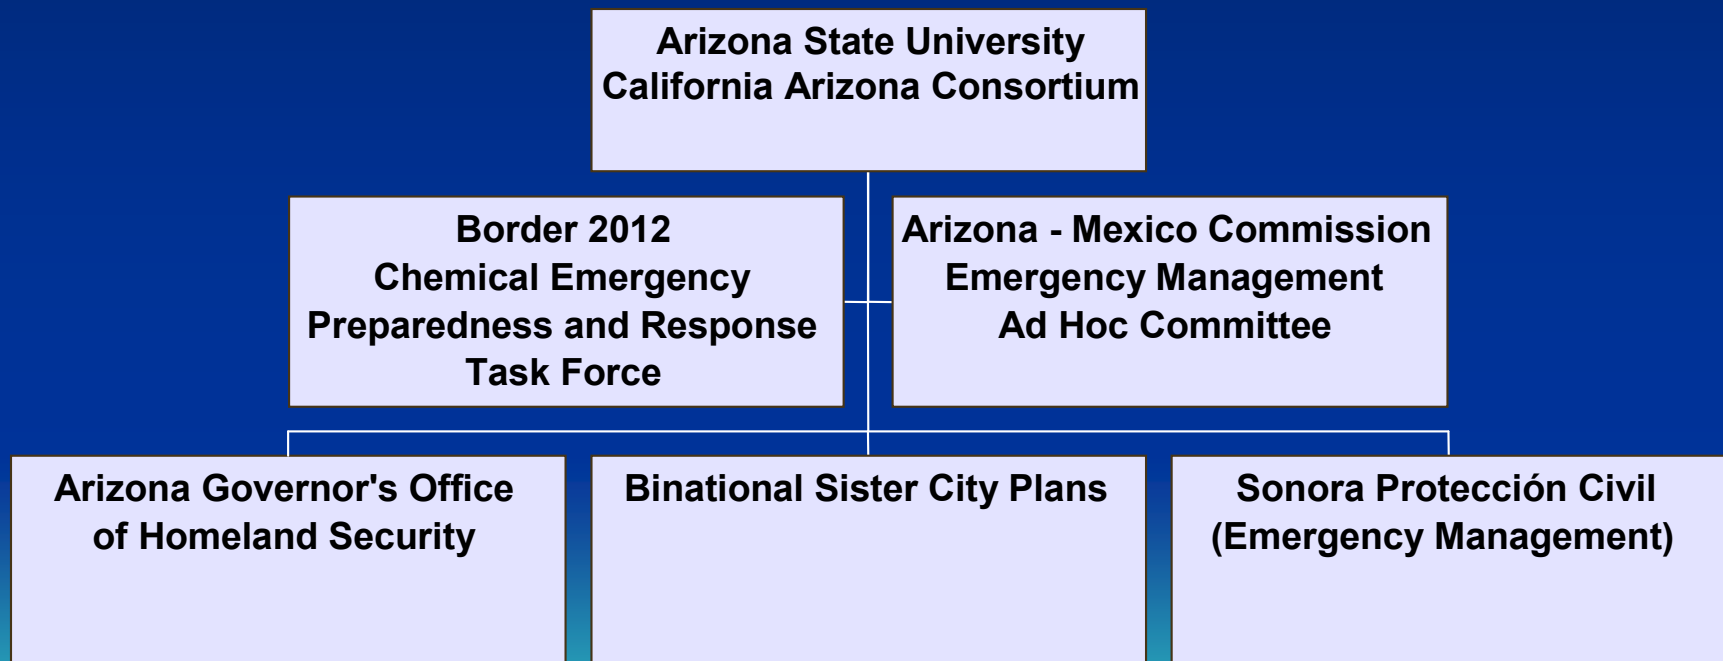 Arizona State University
California Arizona Consortium
Border 2012
Chemical Emergency
Preparedness and Response
Task Force
Arizona - Mexico Commission
Emergency Management
Ad Hoc Committee
Arizona Governor's Office
of Homeland Security
Binational Sister City Plans
Sonora Protección Civil
(Emergency Management)